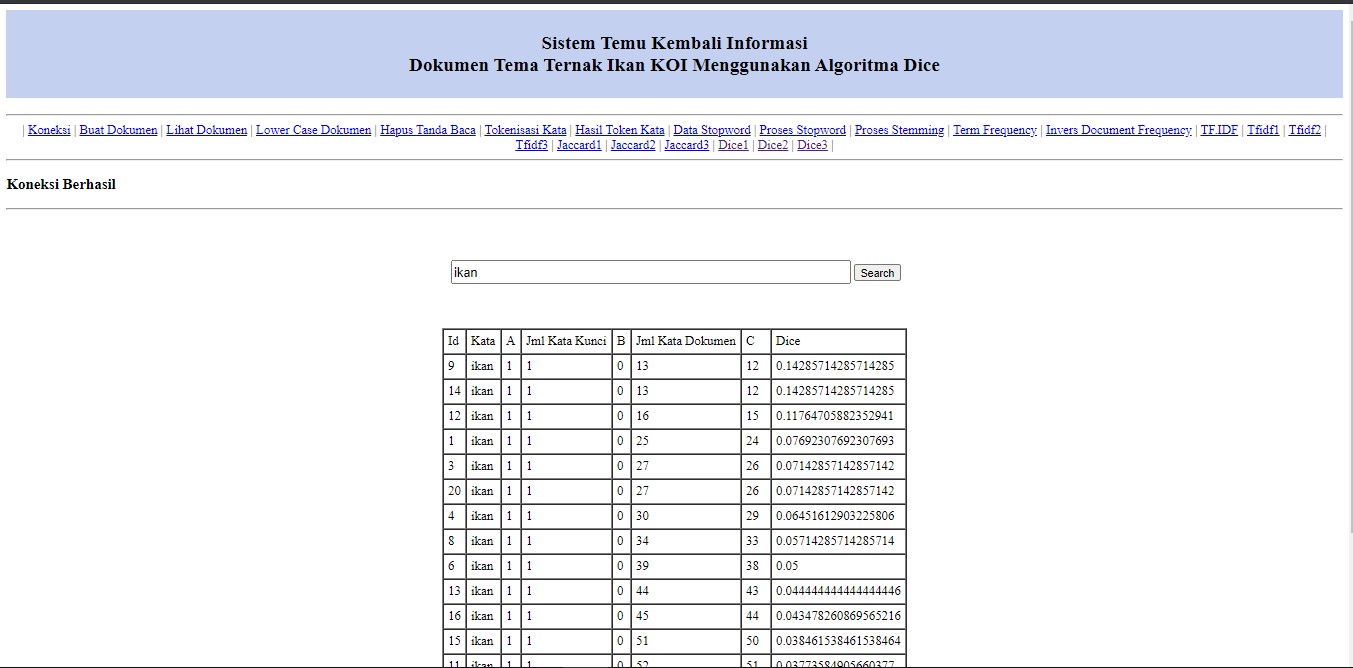 Sistem Temu Kembali Informasi
Dokumen Tema Ternak Ikan KOI Menggunakan Algoritma Dice
| Koneksi | Buat Dokumen | Lihat Dokumen | Lower Case Dokumen | Hapus Tanda Baca | Tokenisasi Kata | Hasil Token Kata | Data Stopword | Proses Stopword | Proses Stemming | Term Frequency | Invers Document Frequency | TF.IDF | Tfidf1 | Tfidf2 |
Tfidf3 | Jaccard1 | Jaccard2 | Jaccard3 | Dice1 | Dice2 | Dice3 |
Koneksi Berhasil
ikan Search
Id Kata A Jml Kata Kunci B Jml Kata Dokumen C Dice
9 ikan 1 1 0 13 12 0.14285714285714285
14 ikan 1 1 0 13 12 0.14285714285714285
12 ikan 1 1 0 16 15 0.11764705882352941
1 ikan 1 1 0 25 24 0.07692307692307693
3 ikan 1 1 0 27 26 0.07142857142857142
20 ikan 1 1 0 27 26 0.07142857142857142
4 ikan 1 1 0 30 29 0.06451612903225806
8 ikan 1 1 0 34 33 0.05714285714285714
6 ikan 1 1 0 39 38 0.05
13 ikan 1 1 0 44 43 0.044444444444444446
16 ikan 1 1 0 45 44 0.043478260869565216
15 ikan 1 1 0 51 50 0.038461538461538464
11 ikan 1 1 0 52 51 0.03773584905660377